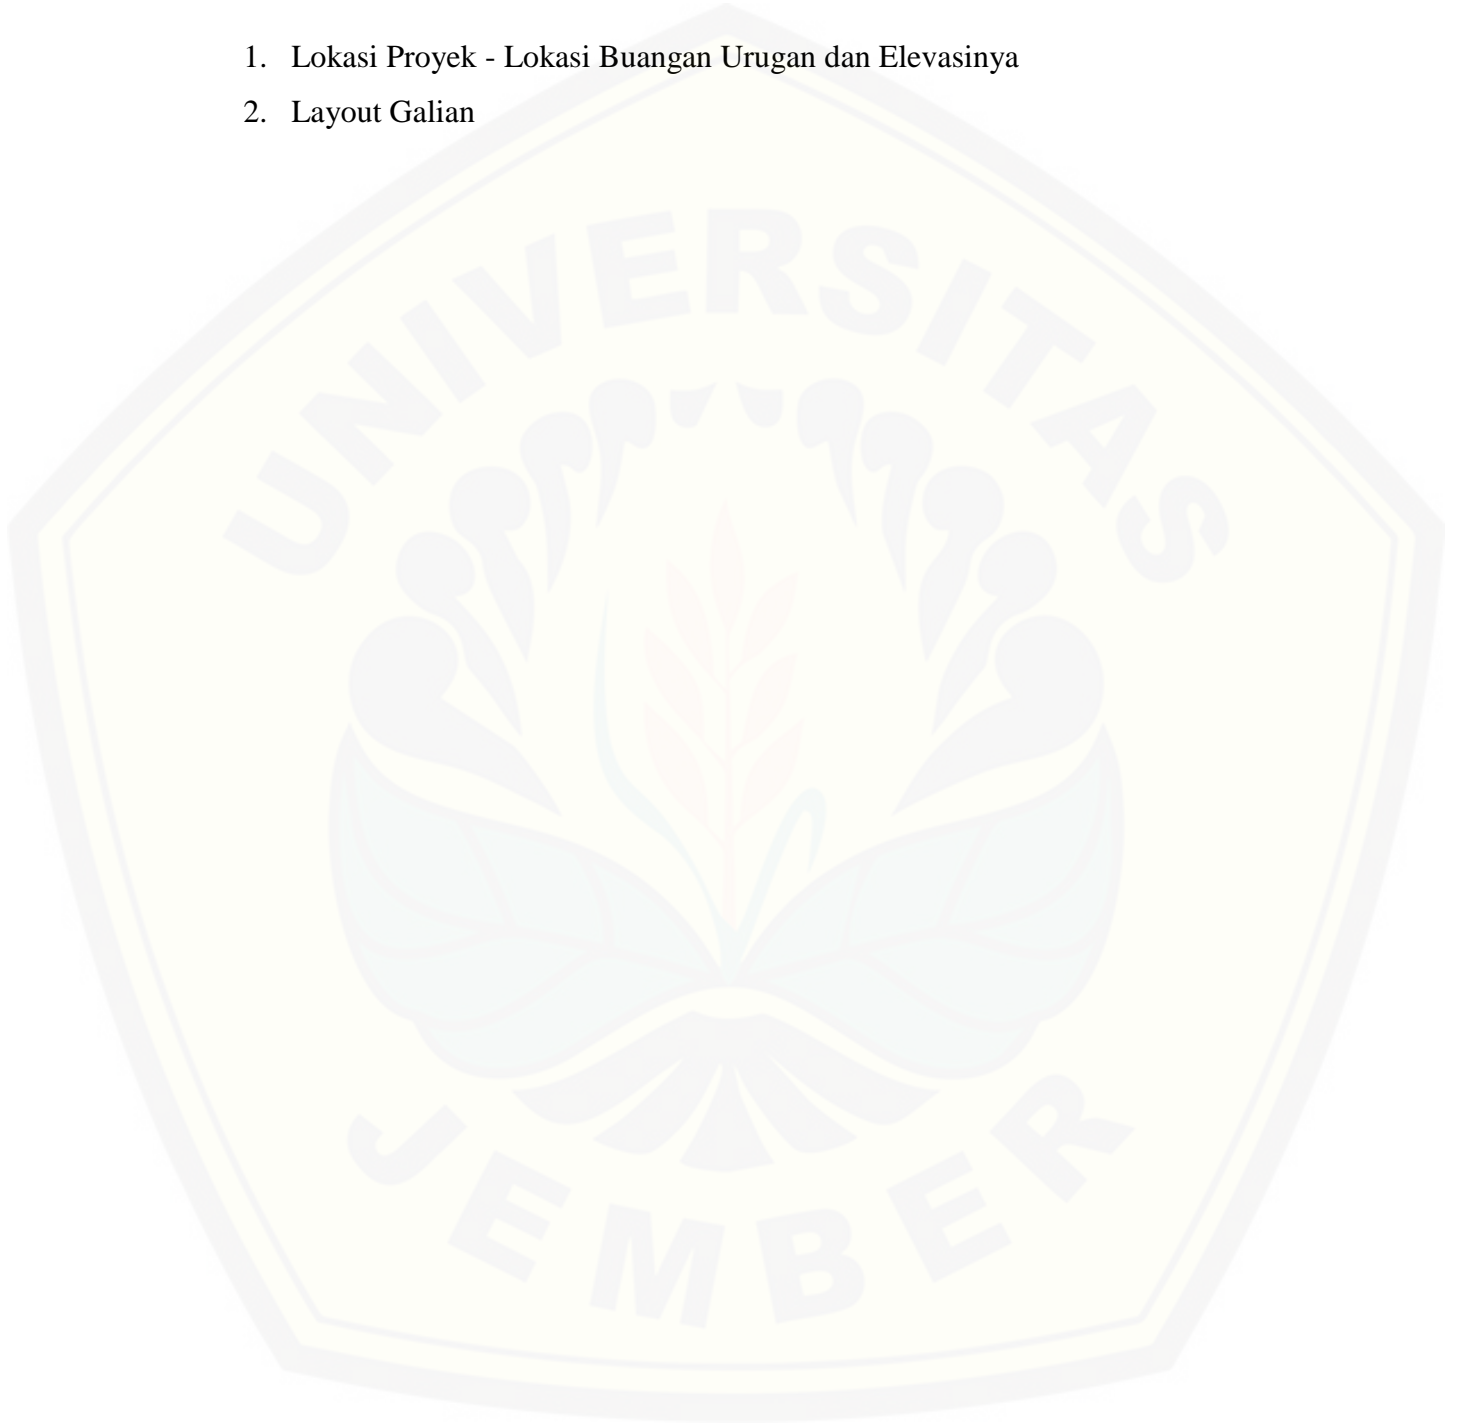 1. Lokasi Proyek - Lokasi Buangan Urugan dan Elevasinya
2. Layout Galian
UNIVERSITAS
JEMBER